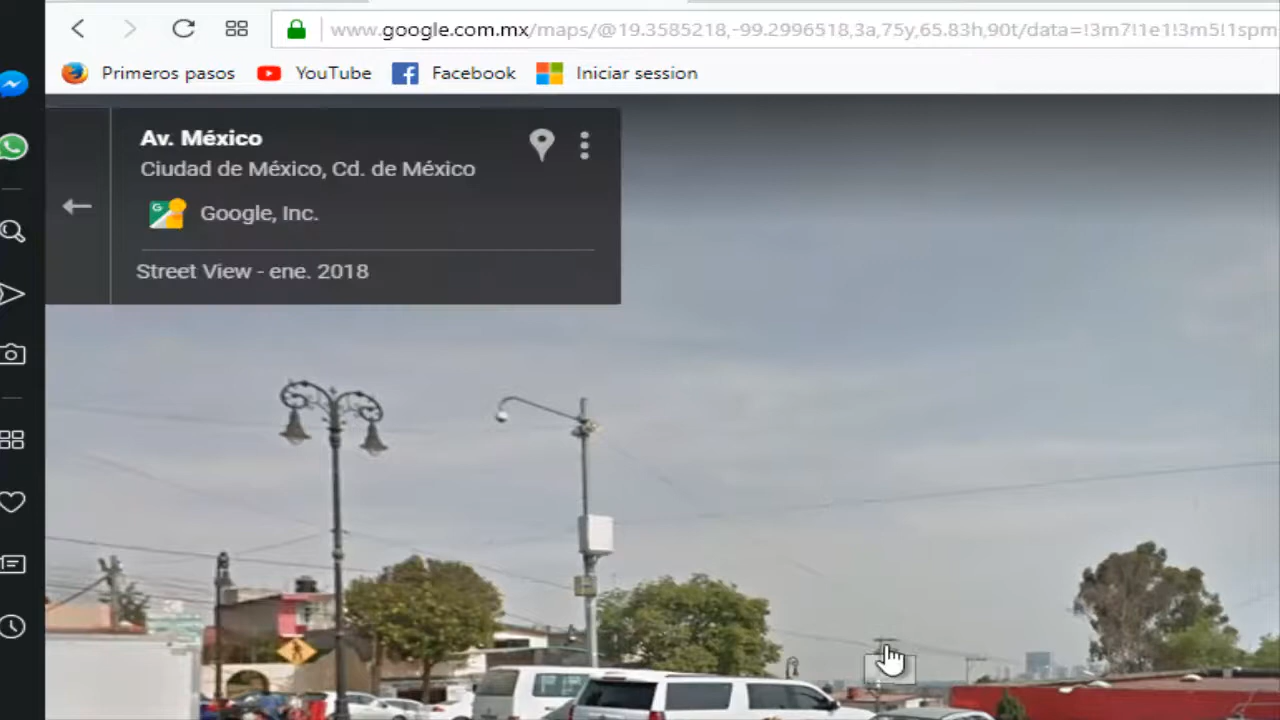 www.google.com.mx/maps/@19.3585218,-99.2996518,3a,75y,65.83h,90t/data=!3m7!1e1!3m5!1spm
Primeros pasos YouTube Facebook Iniciar session
Av. México
Ciudad de México, Cd. de México
G Google, Inc.
Street View - ene. 2018